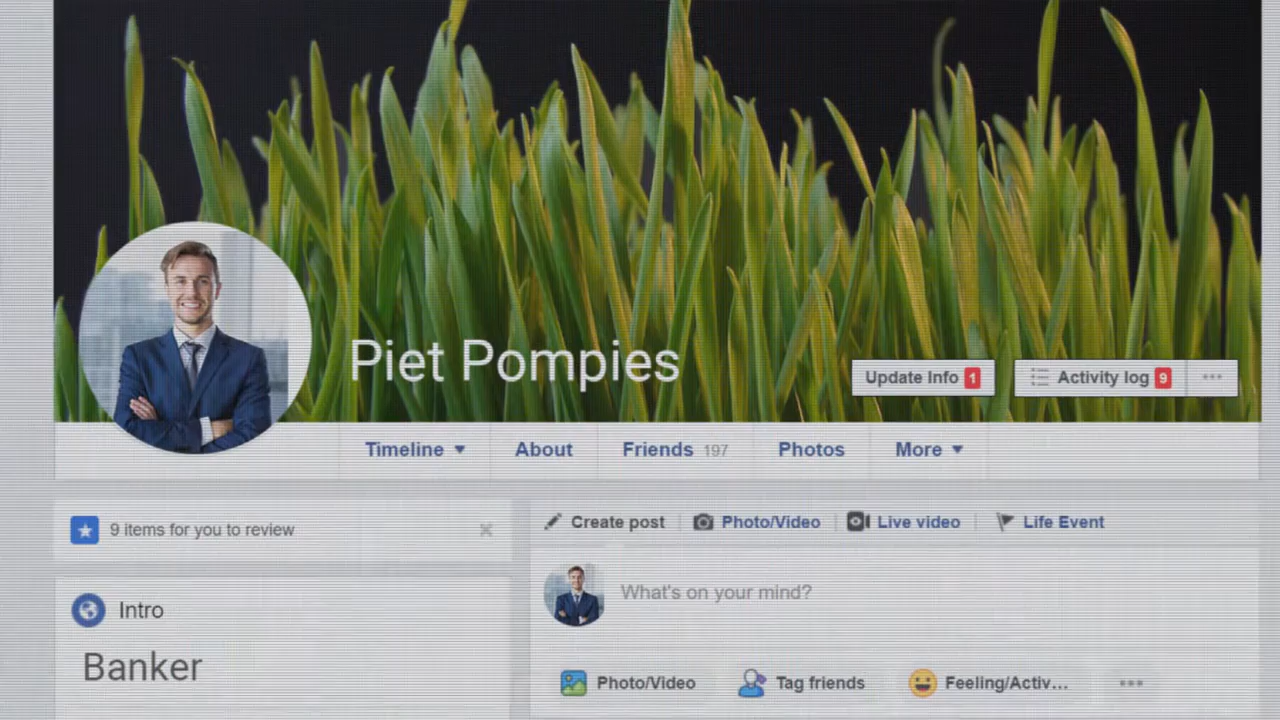 Piet Pompies
Update Info 1
Activity log 9
Timeline
About
Friends 197
Photos
More
9 items for you to review
Create post
Photo/Video
Live video
Life Event
What's on your mind?
Intro
Banker
Photo/Video
Tag friends
Feeling/Activ...